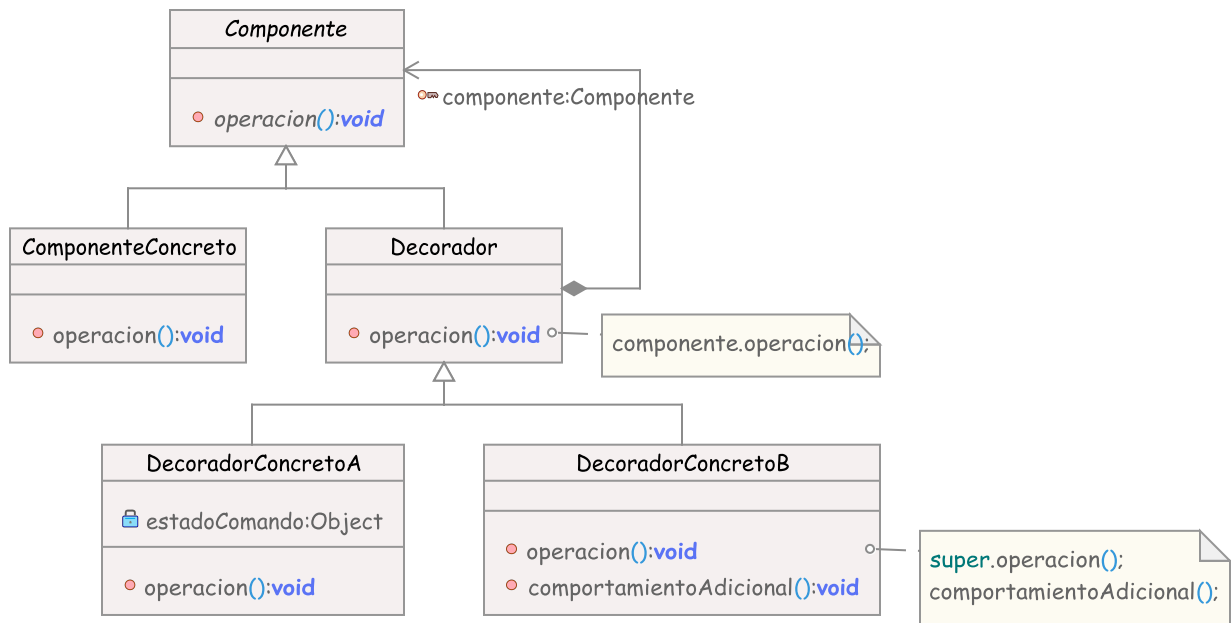 Componente
operacion():void
componente:Componente
ComponenteConcreto
operacion():void
Decorador
operacion():void
componente.operacion();
DecoradorConcretoA
estadoComando:Object
operacion():void
DecoradorConcretoB
operacion():void
comportamientoAdicional():void
super.operacion();
comportamientoAdicional();